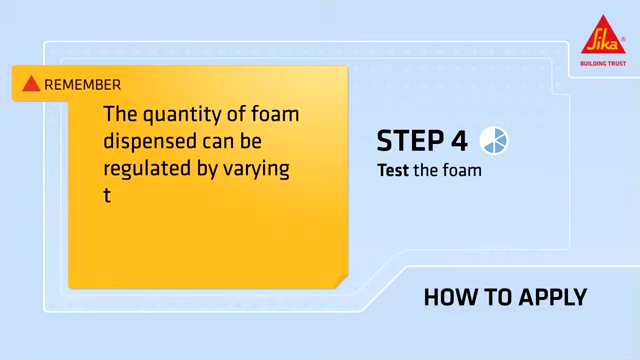 Sika
BUILDING TRUST
REMEMBER
The quantity of foam
dispensed can be
regulated by varying
t
STEP 4
Test the foam
HOW TO APPLY